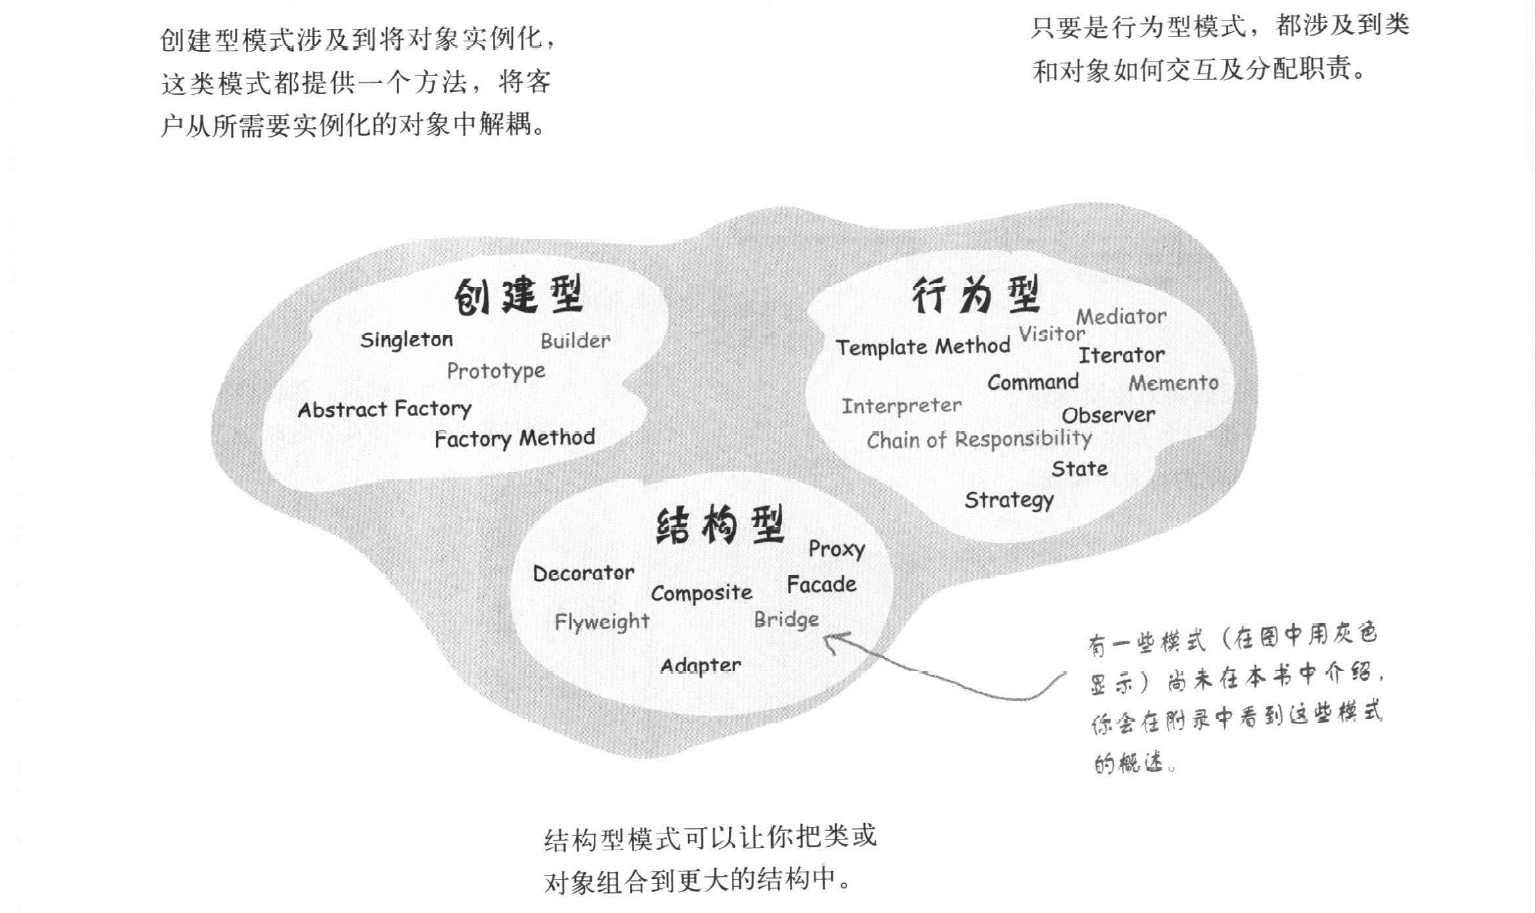 创建型模式涉及到将对象实例化，
这类模式都提供一个方法，将客
户从所需要实例化的对象中解耦。
只要是行为型模式，都涉及到类
和对象如何交互及分配职责。
创建型
Singleton
Builder
Prototype
Abstract Factory
Factory Method
行为型
Mediator
Visitor
Template Method
Iterator
Command
Memento
Interpreter
Observer
Chain of Responsibility
State
Strategy
结构型
Proxy
Decorator
Facade
Composite
Flyweight
Bridge
Adapter
有一些模式（在图中用灰色
显示）尚未在本书中介绍，
你会在附录中看到这些模式
的概述。
结构型模式可以让你把类或
对象组合到更大的结构中。